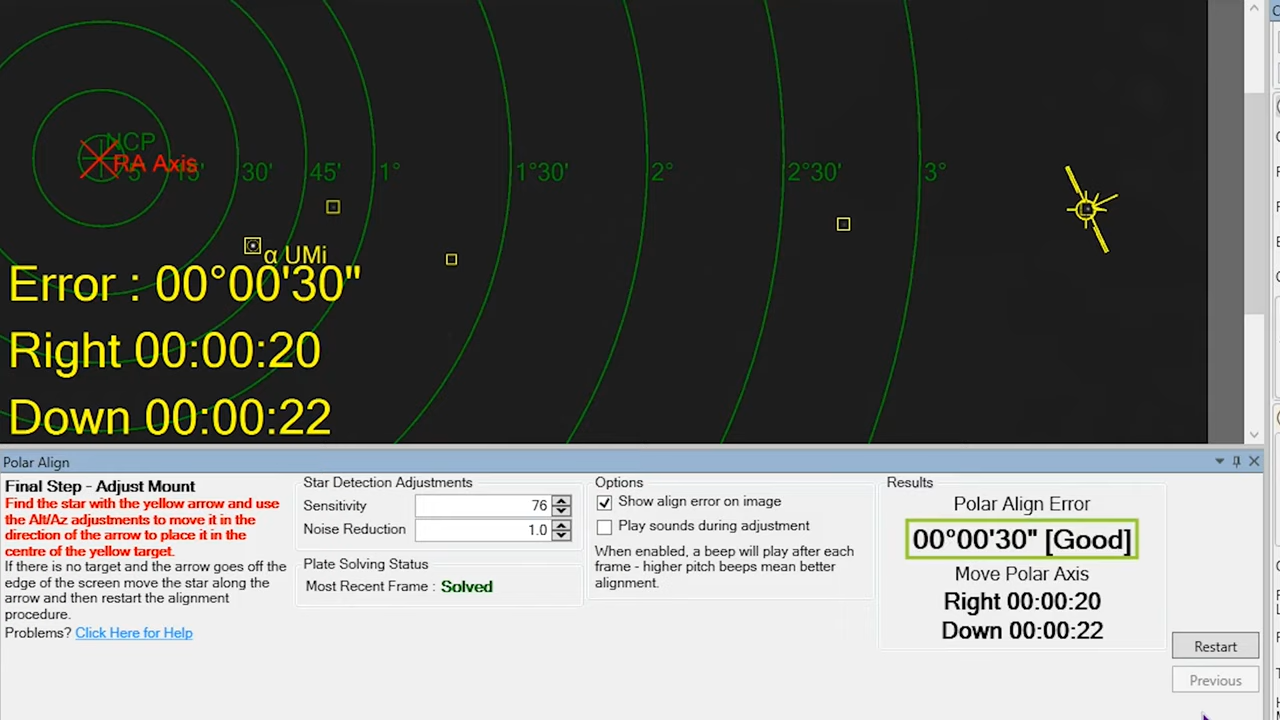 NCP
RA Axis
30'
45'
1°
1°30'
2°
2°30'
3°
α UMi
Error : 00°00'30"
Right 00:00:20
Down 00:00:22
Polar Align
Final Step - Adjust Mount
Find the star with the yellow arrow and use
the Alt/Az adjustments to move it in the
direction of the arrow to place it in the
centre of the yellow target.
If there is no target and the arrow goes off the
edge of the screen move the star along the
arrow and then restart the alignment
procedure.
Problems? Click Here for Help
Star Detection Adjustments
Sensitivity 76
Noise Reduction 1.0
Plate Solving Status
Most Recent Frame : Solved
Options
Show align error on image
Play sounds during adjustment
When enabled, a beep will play after each
frame - higher pitch beeps mean better
alignment.
Results
Polar Align Error
00°00'30" [Good]
Move Polar Axis
Right 00:00:20
Down 00:00:22
Restart
Previous